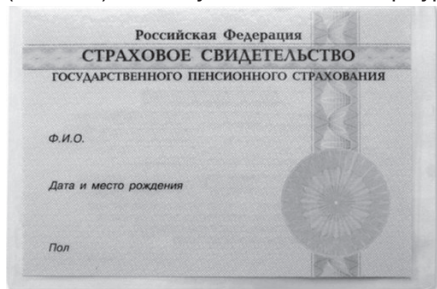 Российская Федерация
СТРАХОВОЕ СВИДЕТЕЛЬСТВО
ГОСУДАРСТВЕННОГО ПЕНСИОННОГО СТРАХОВАНИЯ
Ф.И.О.
Дата и место рождения
Пол